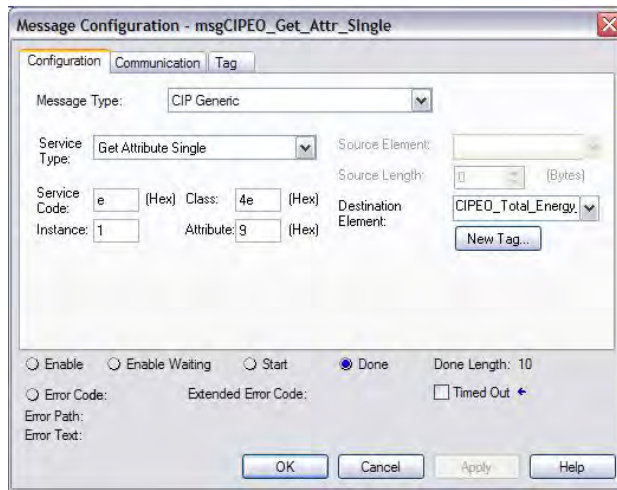 Message Configuration - msgCIPEO_Get_Attr_Single
Configuration Communication Tag
Message Type: CIP Generic
Service Type: Get Attribute Single Source Element:
Source Length: 0 (Bytes)
Service Code: e (Hex) Class: 4e (Hex) Destination Element: CIPEO_Total_Energy_
Instance: 1 Attribute: 9 (Hex) New Tag...
Enable Enable Waiting Start Done Done Length: 10
Error Code: Extended Error Code: Timed Out
Error Path:
Error Text:
OK Cancel Apply Help